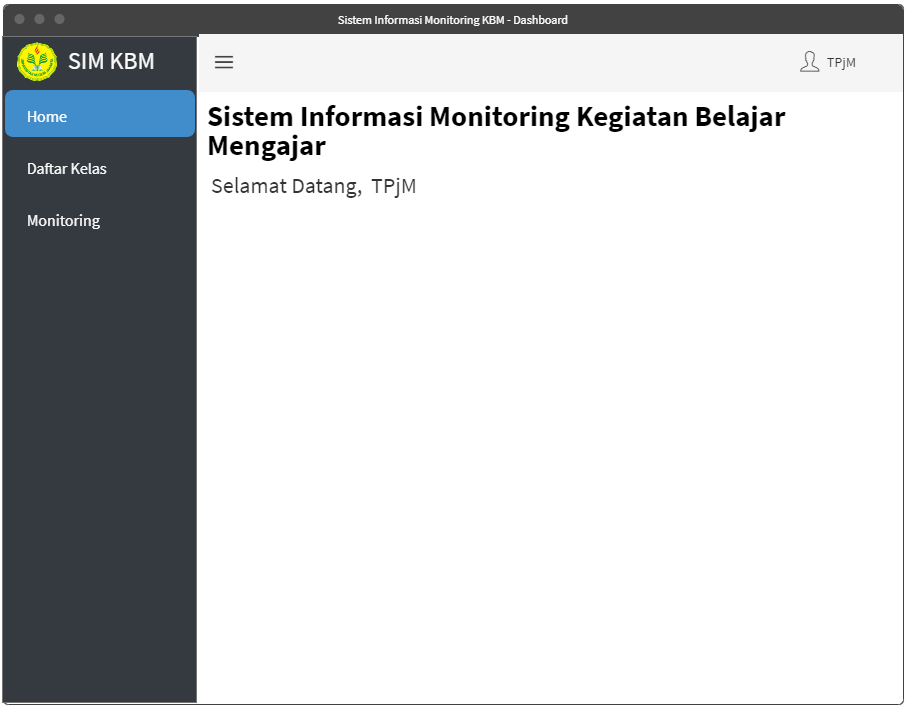 Sistem Informasi Monitoring KBM - Dashboard
SIM KBM
TPjM
Home
Daftar Kelas
Monitoring
Sistem Informasi Monitoring Kegiatan Belajar
Mengajar
Selamat Datang, TPjM